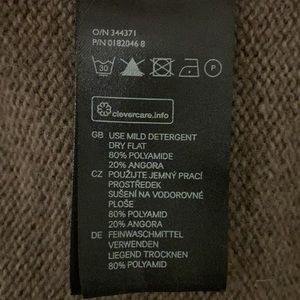 O/N 344371
P/N 0182046 8
30
P
clevercare.info
GB USE MILD DETERGENT
DRY FLAT
80% POLYAMIDE
20% ANGORA
CZ POUŽIJTE JEMNÝ PRACÍ
PROSTŘEDEK
SUŠENÍ NA VODOROVNÉ
PLOŠE
80% POLYAMID
20% ANGORA
DE FEINWASCHMITTEL
VERWENDEN
LIEGEND TROCKNEN
80% POLYAMID